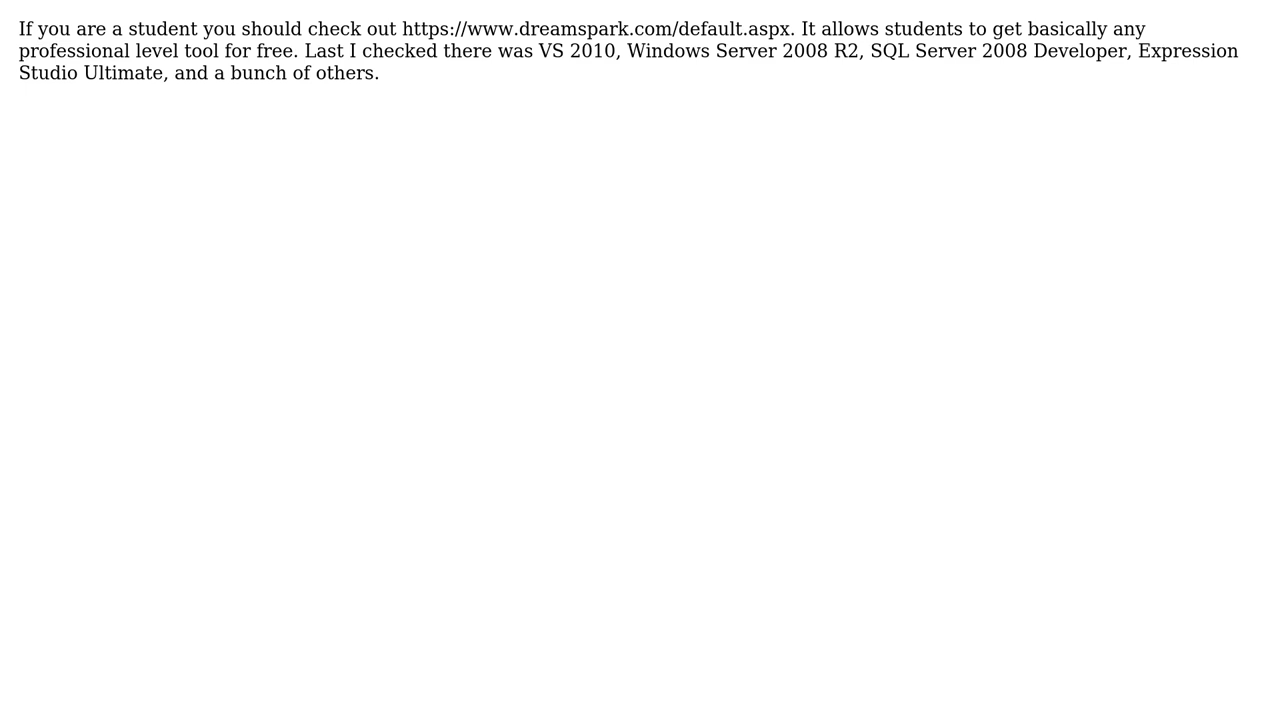 If you are a student you should check out https://www.dreamspark.com/default.aspx. It allows students to get basically any
professional level tool for free. Last I checked there was VS 2010, Windows Server 2008 R2, SQL Server 2008 Developer, Expression
Studio Ultimate, and a bunch of others.